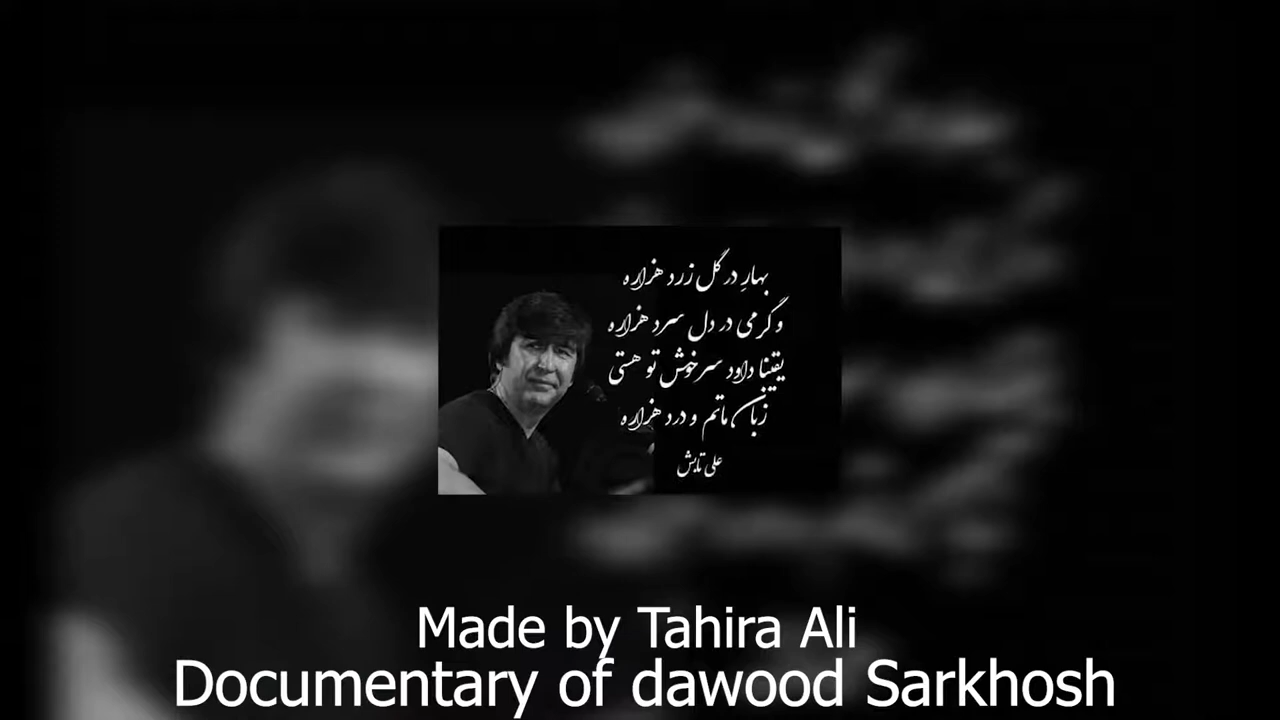 بهارِ در گل زرد هزاره
و گرمی در دل سرد هزاره
یقینا داود سرخوش تو هستی
زبان ماتم و درد هزاره
علی تابش
Made by Tahira Ali
Documentary of dawood Sarkhosh